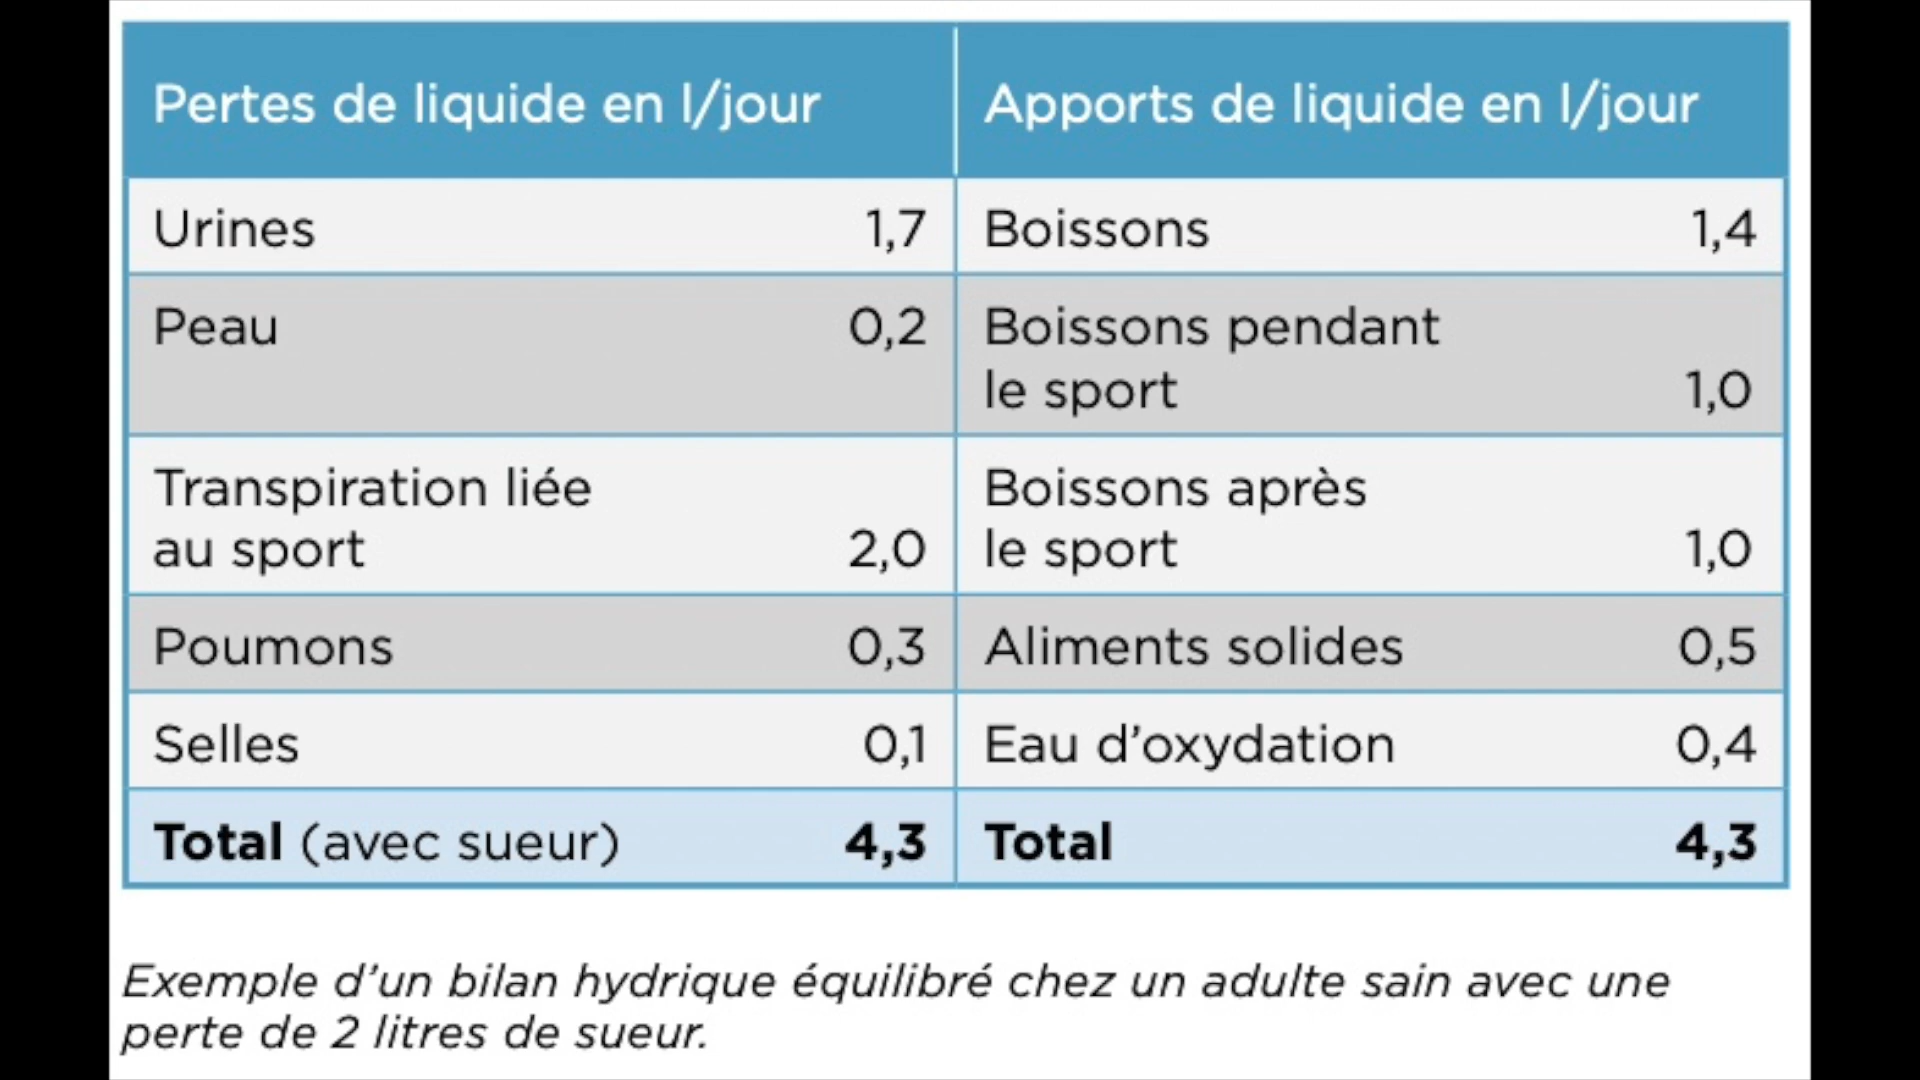 Pertes de liquide en l/jour Apports de liquide en l/jour
Urines 1,7 Boissons 1,4
Peau 0,2 Boissons pendant
le sport 1,0
Transpiration liée Boissons après
au sport 2,0 le sport 1,0
Poumons 0,3 Aliments solides 0,5
Selles 0,1 Eau d’oxydation 0,4
Total (avec sueur) 4,3 Total 4,3
Exemple d’un bilan hydrique équilibré chez un adulte sain avec une
perte de 2 litres de sueur.